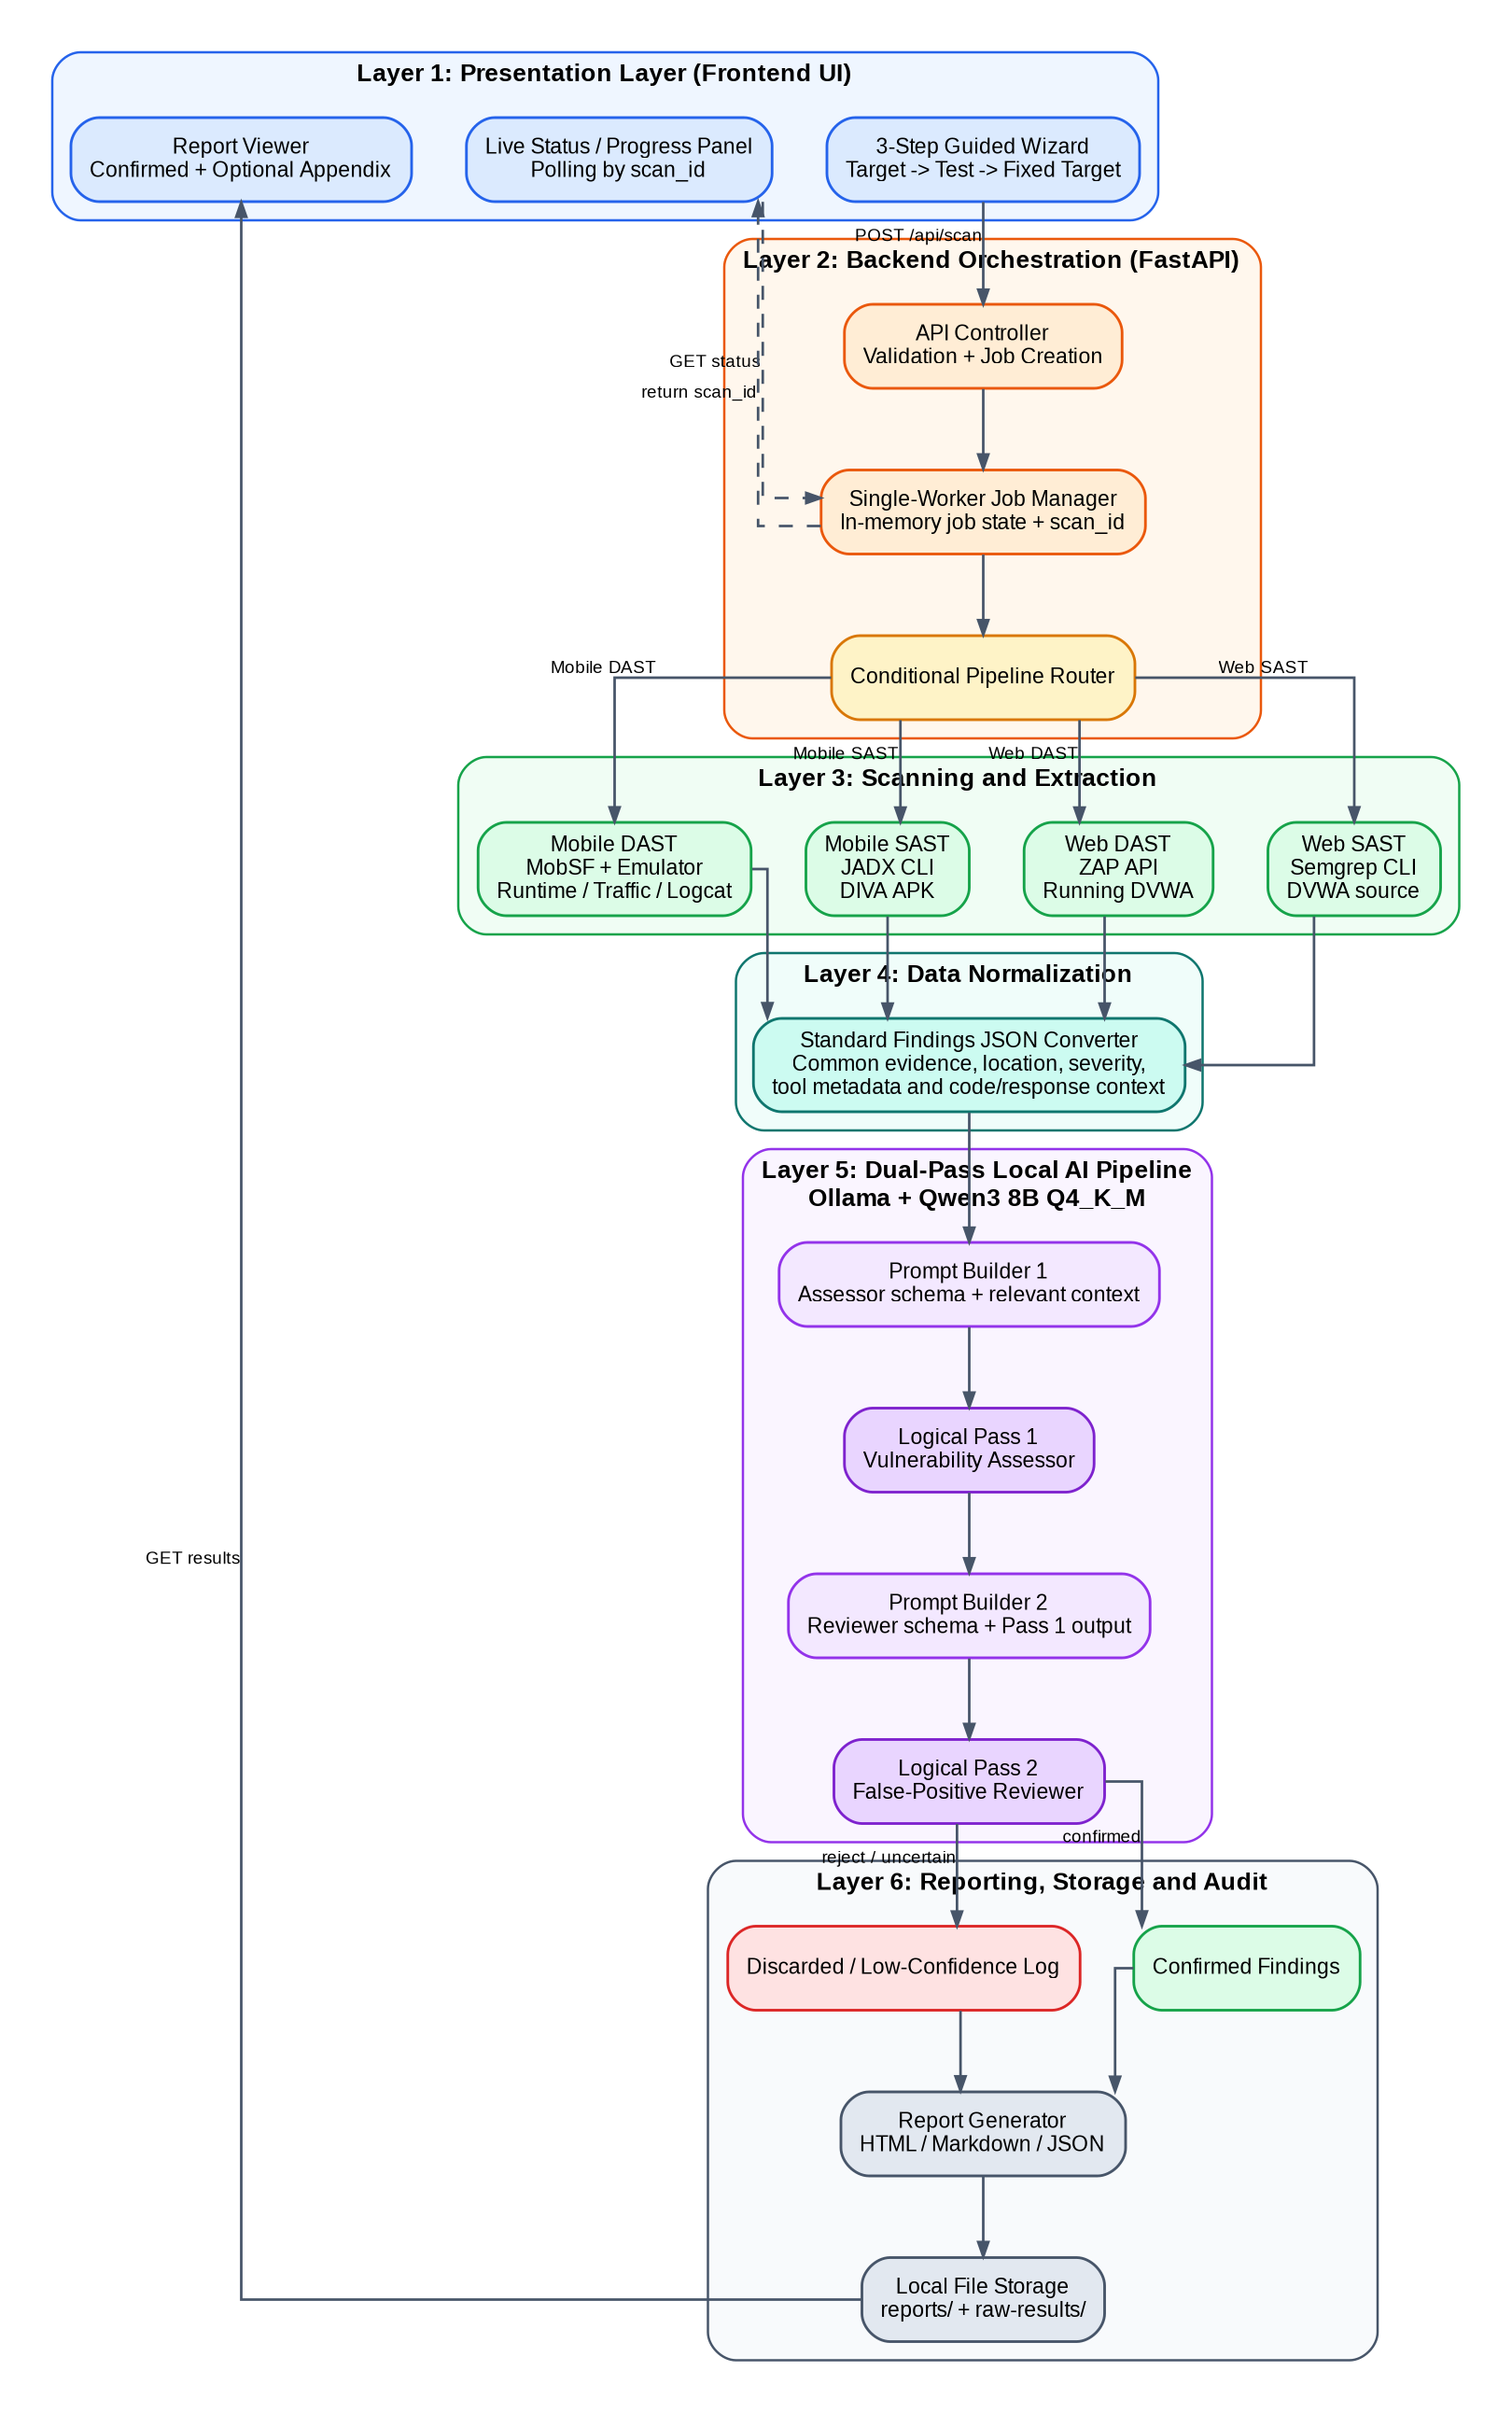 Layer 1: Presentation Layer (Frontend UI)
Report Viewer
Confirmed + Optional Appendix
Live Status / Progress Panel
Polling by scan_id
3-Step Guided Wizard
Target -> Test -> Fixed Target
POST /api/scan
Layer 2: Backend Orchestration (FastAPI)
API Controller
Validation + Job Creation
GET status
return scan_id
Single-Worker Job Manager
In-memory job state + scan_id
Conditional Pipeline Router
Mobile DAST
Web SAST
Mobile SAST
Web DAST
Layer 3: Scanning and Extraction
Mobile DAST
MobSF + Emulator
Runtime / Traffic / Logcat
Mobile SAST
JADX CLI
DIVA APK
Web DAST
ZAP API
Running DVWA
Web SAST
Semgrep CLI
DVWA source
Layer 4: Data Normalization
Standard Findings JSON Converter
Common evidence, location, severity,
tool metadata and code/response context
Layer 5: Dual-Pass Local AI Pipeline
Ollama + Qwen3 8B Q4_K_M
Prompt Builder 1
Assessor schema + relevant context
Logical Pass 1
Vulnerability Assessor
GET results
Prompt Builder 2
Reviewer schema + Pass 1 output
Logical Pass 2
False-Positive Reviewer
confirmed
reject / uncertain
Layer 6: Reporting, Storage and Audit
Discarded / Low-Confidence Log
Confirmed Findings
Report Generator
HTML / Markdown / JSON
Local File Storage
reports/ + raw-results/